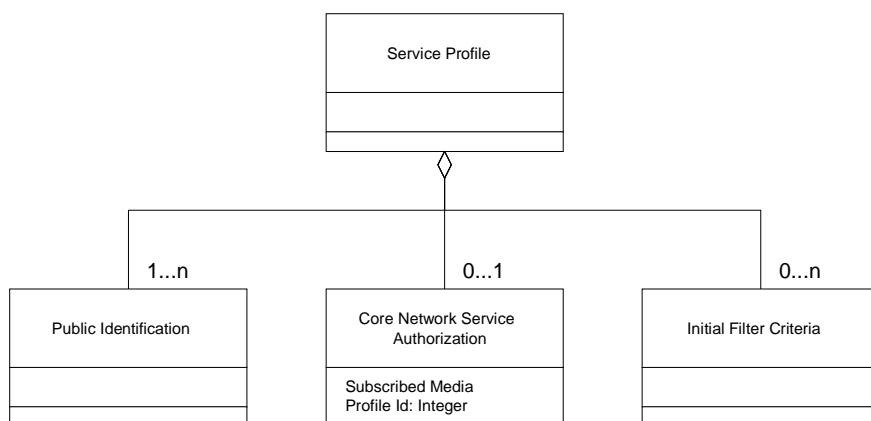 Service Profile
1...n
0...1
0...n
Public Identification
Core Network Service
Authorization
Initial Filter Criteria
Subscribed Media
Profile Id: Integer